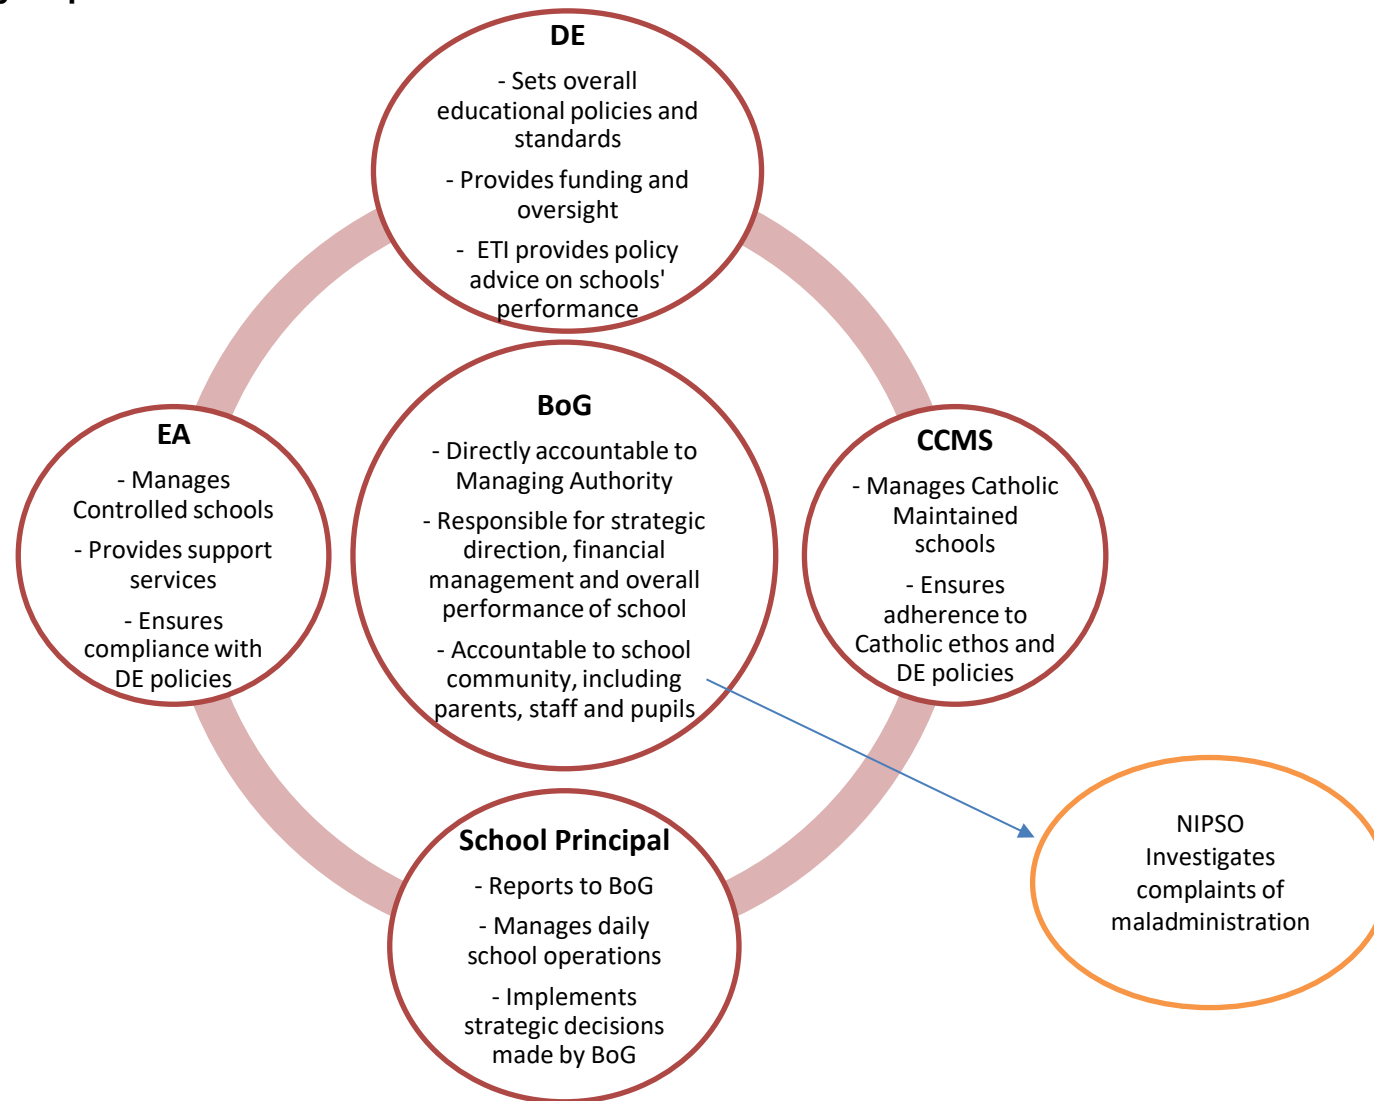 DE
- Sets overall
educational policies and
standards
- Provides funding and
oversight
- ETI provides policy
advice on schools'
performance
EA
- Manages
Controlled schools
- Provides support
services
- Ensures
compliance with
DE policies
BoG
- Directly accountable to
Managing Authority
- Responsible for strategic
direction, financial
management and overall
performance of school
- Accountable to school
community, including
parents, staff and pupils
CCMS
- Manages Catholic
Maintained
schools
- Ensures
adherence to
Catholic ethos and
DE policies
School Principal
- Reports to BoG
- Manages daily
school operations
- Implements
strategic decisions
made by BoG
NIPSO
Investigates
complaints of
maladministration